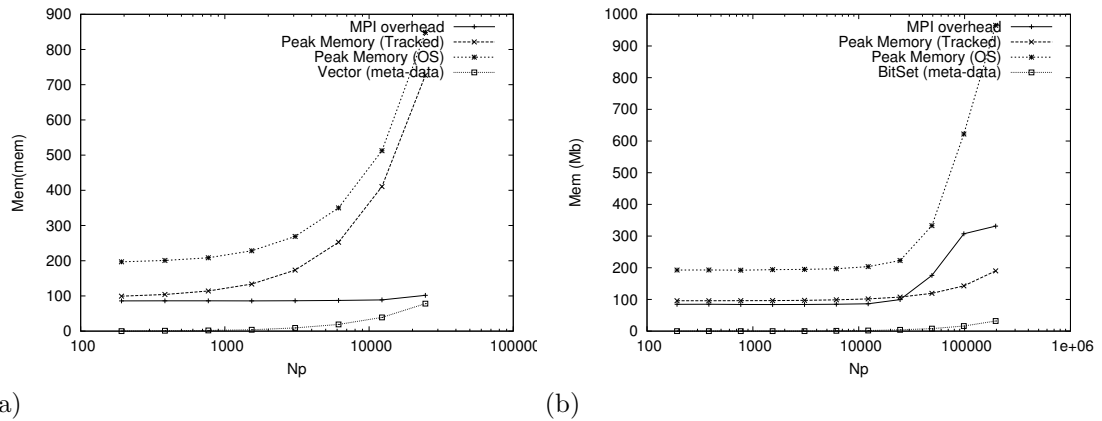 900
800
700
600
500
400
300
200
100
0
Mem(mem)
MPI overhead
Peak Memory (Tracked)
Peak Memory (OS)
Vector (meta-data)
100 1000 10000 100000
Np
a)
1000
900
800
700
600
500
400
300
200
100
0
Mem (Mb)
MPI overhead
Peak Memory (Tracked)
Peak Memory (OS)
BitSet (meta-data)
100 1000 10000 100000 1e+06
Np
(b)